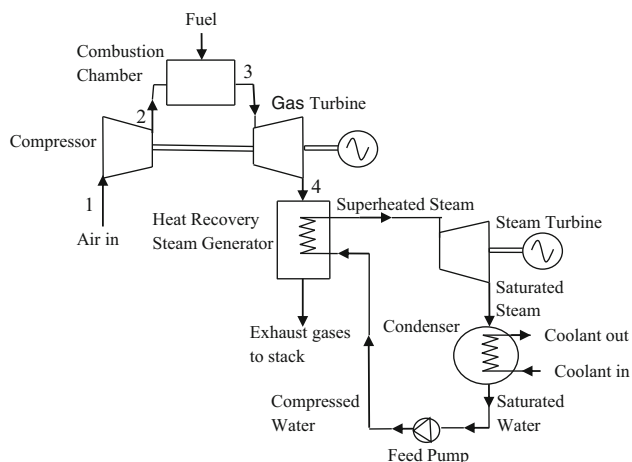 Fuel
Combustion
Chamber
3
Gas Turbine
2
Compressor
1
Air in
4
Superheated Steam
Heat Recovery
Steam Generator
Steam Turbine
Saturated
Steam
Exhaust gases
to stack
Condenser
Coolant out
Coolant in
Compressed
Water
Saturated
Water
Feed Pump